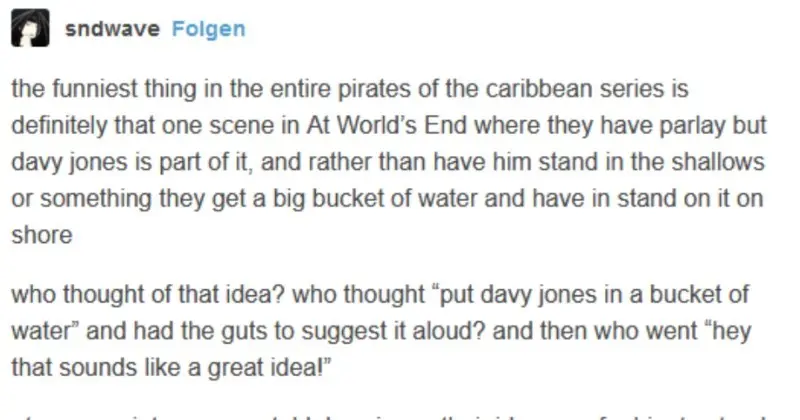 sndwave Folgen
the funniest thing in the entire pirates of the caribbean series is
definitely that one scene in At World's End where they have parlay but
davy jones is part of it, and rather than have him stand in the shallows
or something they get a big bucket of water and have in stand on it on
shore
who thought of that idea? who thought “put davy jones in a bucket of
water” and had the guts to suggest it aloud? and then who went “hey
that sounds like a great idea!”